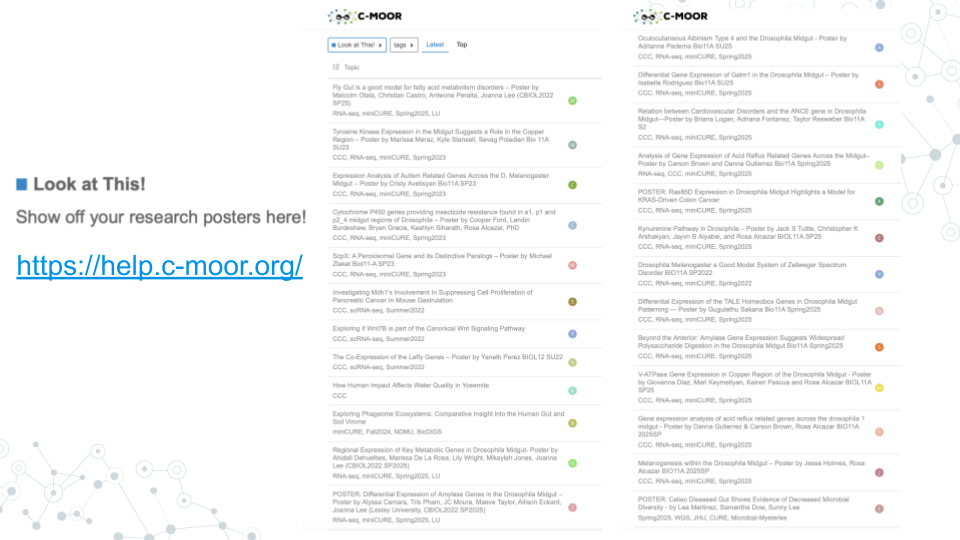 Look at This!
Show off your research posters here!
https://help.c-moor.org/
C-MOOR
Look at This!
tags
Latest
Top
Topic
Fly Gut is a good model for fatty acid metabolism disorders – Poster by
Malcolm Otala, Christian Castro, Antwone Peralta, Joanna Lee (CBIOL2022
SP25)
RNA-seq, miniCURE, Spring2025, LU
Tyrosine Kinase Expression in the Midgut Suggests a Role in the Copper
Region – Poster by Marissa Meraz, Kyle Stansell, Sevag Poladian Bio 11A
SU23
CCC, RNA-seq, miniCURE, Spring2023
Expression Analysis of Autism Related Genes Across the D. Melanogaster
Midgut – Poster by Cristy Avetisyan Bio11A SP23
CCC, RNA-seq, miniCURE, Spring2023
Cytochrome P450 genes providing insecticide resistance found in a1, p1 and
p2_4 midgut regions of Drosophila – Poster by Cooper Ford, Landen
Burdeshaw, Bryan Gracia, Kashlyn Siharath, Rosa Alcazar, PhD
CCC, RNA-seq, miniCURE, Spring2023
ScpX: A Peroxisomal Gene and its Distinctive Paralogs – Poster by Michael
Zlaket Biol11-A SP23
CCC, RNA-seq, miniCURE, Spring2023
Investigating Mdh1's Involvement In Suppressing Cell Proliferation of
Pancreatic Cancer In Mouse Gastrulation
CCC, scRNA-seq, Summer2022
Exploring if Wnt7B is part of the Canonical Wnt Signaling Pathway
CCC, scRNA-seq, Summer2022
The Co-Expression of the Lefty Genes – Poster by Yaneth Perez BIOL12 SU22
CCC, scRNA-seq, Summer2022
How Human Impact Affects Water Quality in Yosemite
CCC
Exploring Phageome Ecosystems: Comparative Insight into the Human Gut and
Soil Virome
miniCURE, Fall2024, NDMU, BioDIGS
Regional Expression of Key Metabolic Genes in Drosophila Midgut- Poster by
Ahidali Dehuelbes, Marissa De La Rosa, Lily Wright, Mikaylah Jones, Joanna
Lee (CBIOL2022 SP2025)
RNA-seq, miniCURE, Spring2025, LU
POSTER: Differential Expression of Amylase Genes in the Drosophila Midgut
– Poster by Alyssa Camara, Tris Pham, JC Moura, Maeve Taylor, Allison Eckard,
Joanna Lee (Lesley University, CBIOL2022 SP2025)
RNA-seq, miniCURE, Spring2025, LU
C-MOOR
Oculocutaneous Albinism Type 4 and the Drosophila Midgut - Poster by
Adrianne Paderna Bio11A SU25
CCC, RNA-seq, miniCURE, Spring2025
Differential Gene Expression of Galm1 in the Drosophila Midgut – Poster by
Isabella Rodriguez Bio11A SU25
CCC, RNA-seq, miniCURE, Spring2025
Relation between Cardiovascular Disorders and the ANCE gene in Drosophila
Midgut---Poster by Briana Logan, Adriana Fontanez, Taylor Reseweber Bio11A
S2
CCC, RNA-seq, miniCURE, Spring2025
Analysis of Gene Expression of Acid Reflux Related Genes Across the Midgut–
Poster by Carson Brown and Danna Gutierrez Bio11A Spring2025
RNA-seq, CCC, miniCURE, Spring2025
POSTER: Ras85D Expression in Drosophila Midgut Highlights a Model for
KRAS-Driven Colon Cancer
CCC, RNA-seq, miniCURE, Spring2025
Kynurenine Pathway in Drosophila – Poster by Jack S Tuttle, Christopher K
Arshakyan, Jayvn B Aiyabei, and Rosa Alcazar BIOL11A SP25
CCC, RNA-seq, miniCURE, Spring2025
Drosophila Melanogaster a Good Model System of Zellweger Spectrum
Disorder BIO11A SP2022
CCC, RNA-seq, miniCURE, Spring2022
Differential Expression of the TALE Homeobox Genes in Drosophila Midgut
Patterning — Poster by Gugulethu Sakana Bio11A Spring2025
CCC, RNA-seq, miniCURE, Spring2025
Beyond the Anterior: Amylase Gene Expression Suggests Widespread
Polysaccharide Digestion in the Drosophila Midgut Bio11A Spring2025
CCC, RNA-seq, miniCURE, Spring2025
V-ATPase Gene Expression in Copper Region of the Drosophila Midgut - Poster
by Giovanna Diaz, Mari Keymetlyan, Keiren Pascua and Rosa Alcazar BIOL11A
SP25
CCC, RNA-seq, miniCURE, Spring2025
Gene expression analysis of acid reflux related genes across the drosophila 1
midgut - Poster by Danna Gutierrez & Carson Brown, Rosa Alcazar BIO11A
2025SP
CCC, RNA-seq, miniCURE, Spring2025
Melanogenesis within the Drosophila Midgut – Poster by Jesse Holmes, Rosa
Alcazar BIO11A 2025SP
CCC, RNA-seq, miniCURE, Spring2025
POSTER: Celiac Diseased Gut Shows Evidence of Decreased Microbial
Diversity - by Lea Martinez, Samantha Dow, Sunny Lee
Spring2025, WGS, JHU, CURE, Microbial-Mysteries